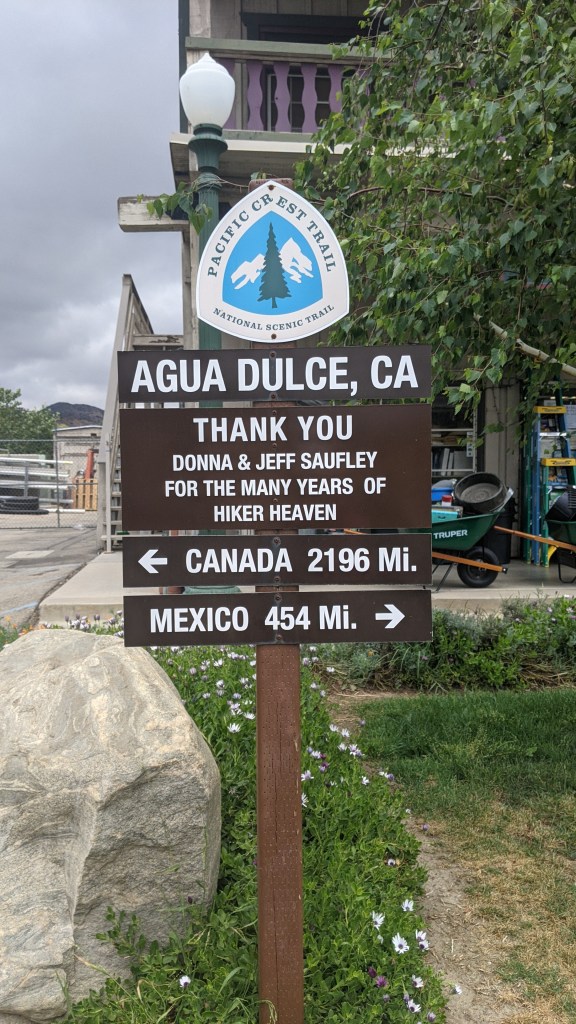 PACIFIC CREST TRAIL
NATIONAL SCENIC TRAIL
AGUA DULCE, CA
THANK YOU
DONNA & JEFF SAUFLEY
FOR THE MANY YEARS OF
HIKER HEAVEN
← CANADA 2196 Mi.
MEXICO 454 Mi. →
TRUPER